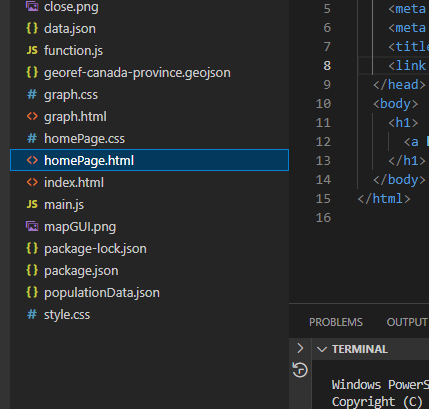 close.png
{} data.json
JS function.js
{} georef-canada-province.geojson
# graph.css
<> graph.html
# homePage.css
<> homePage.html
<> index.html
JS main.js
mapGUI.png
{} package-lock.json
{} package.json
{} populationData.json
# style.css
5 <meta
6 <meta
7 <title
8 <link
9 </head>
10 <body>
11 <h1>
12 <a
13 </h1>
14 </body>
15 </html>
16
PROBLEMS OUTPUT
TERMINAL
Windows PowerS
Copyright (C)